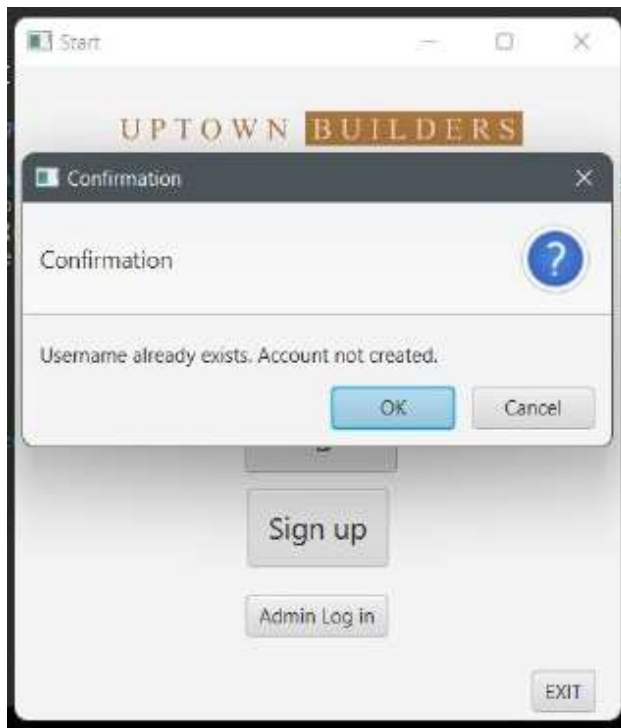 Start
UPTOWN BUILDERS
Confirmation
Confirmation
?
Username already exists. Account not created.
OK Cancel
Sign up
Admin Log in
EXIT